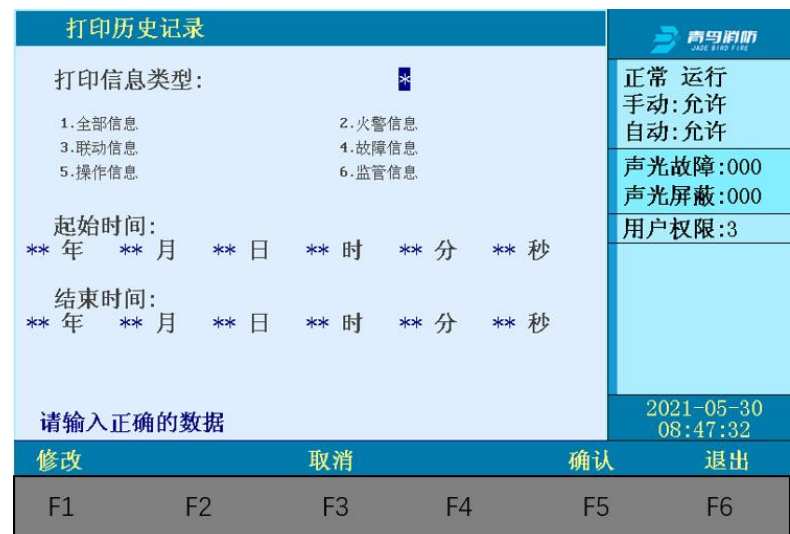 打印历史记录
青鸟消防
JADE BIRD FIRE
打印信息类型: *
1.全部信息 2.火警信息
3.联动信息 4.故障信息
5.操作信息 6.监管信息
起始时间:
** 年 ** 月 ** 日 ** 时 ** 分 ** 秒
结束时间:
** 年 ** 月 ** 日 ** 时 ** 分 ** 秒
请输入正确的数据
正常 运行
手动:允许
自动:允许
声光故障:000
声光屏蔽:000
用户权限:3
2021-05-30
08:47:32
修改 取消 确认 退出
F1 F2 F3 F4 F5 F6